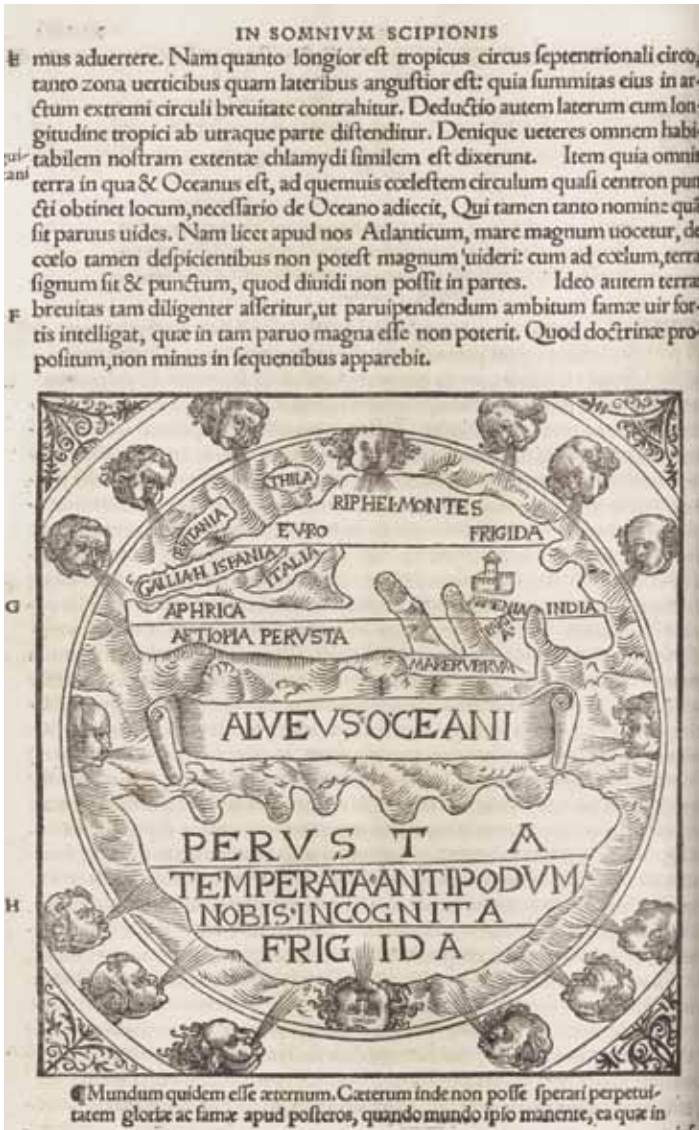 IN SOMNIVM SCIPIONIS
E mus aduertere. Nam quanto longior eſt tropicus circus ſeptentrionali circo,
tanto zona uerticibus quam lateribus anguſtior eſt: quia ſummitas eius in ar-
ctum extremi circuli breuitate contrahitur. Deductio autem laterum cum lon
gitudine tropici ab utraque parte diſtenditur. Denique ueteres omnem habi
tabilem noſtram extentæ chlamydi ſimilem eſt dixerunt. Item quia omnis
terra in qua & Oceanus eſt, ad quemuis cœleſtem circulum quaſi centron pun
cti obtinet locum, neceſſario de Oceano adiecit, Qui tamen tanto nomine quā
ſit paruus uides. Nam licet apud nos Atlanticum, mare magnum uocetur, de
cœlo tamen deſpicientibus non poteſt magnum uideri: cum ad cœlum, terra
ſignum ſit & punctum, quod diuidi non poſſit in partes. Ideo autem terræ
F breuitas tam diligenter aſſeritur, ut paruipendendum ambitum famæ uir for-
tis intelligat, quæ in tam paruo magna eſſe non poterit. Quod doctrinæ pro-
poſitum, non minus in ſequentibus apparebit.
THILA
RIPHEI·MONTES
BRITANIA
EVRO
FRIGIDA
GALLIA·H ISPANIA
ITALIA
G
APHRICA
INDIA
AETIOPIA PERVSTA
MARERVBRVM
ALVEVS·OCEANI
PERVSTA
TEMPERATA·ANTIPODVM
H
NOBIS·INCOGNITA
FRIGIDA
¶Mundum quidem eſſe æternum. Cæterum inde non poſſe ſperari perpetui-
tatem gloriæ ac famæ apud poſteros, quando mundo ipſo manente, ea quæ in